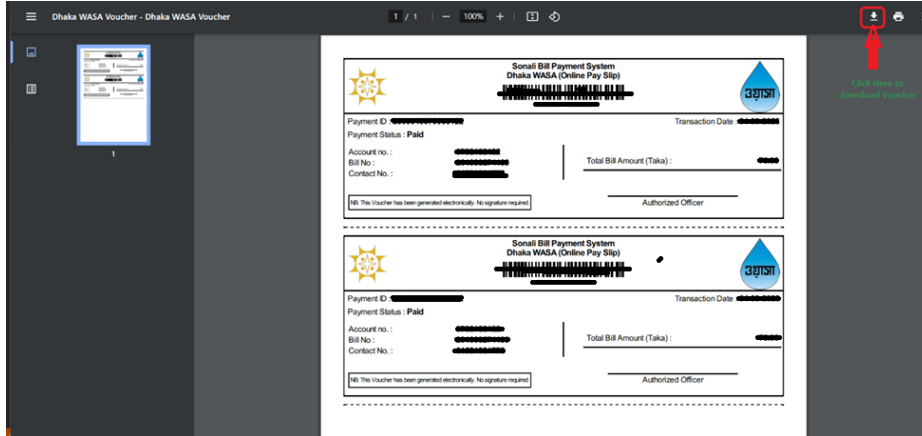 Dhaka WASA Voucher - Dhaka WASA Voucher
1 / 1 | - 100% +
Click Here to
download Voucher
1
Sonali Bill Payment System
Dhaka WASA (Online Pay Slip)
ওয়াসা
Payment ID :
Transaction Date :
Payment Status : Paid
Account no. :
Bill No :
Contact No. :
Total Bill Amount (Taka) :
NB: This Voucher has been generated electronically. No signature required.
Authorized Officer
Sonali Bill Payment System
Dhaka WASA (Online Pay Slip)
ওয়াসা
Payment ID :
Transaction Date
Payment Status : Paid
Account no. :
Bill No :
Contact No. :
Total Bill Amount (Taka) :
NB: This Voucher has been generated electronically. No signature required.
Authorized Officer